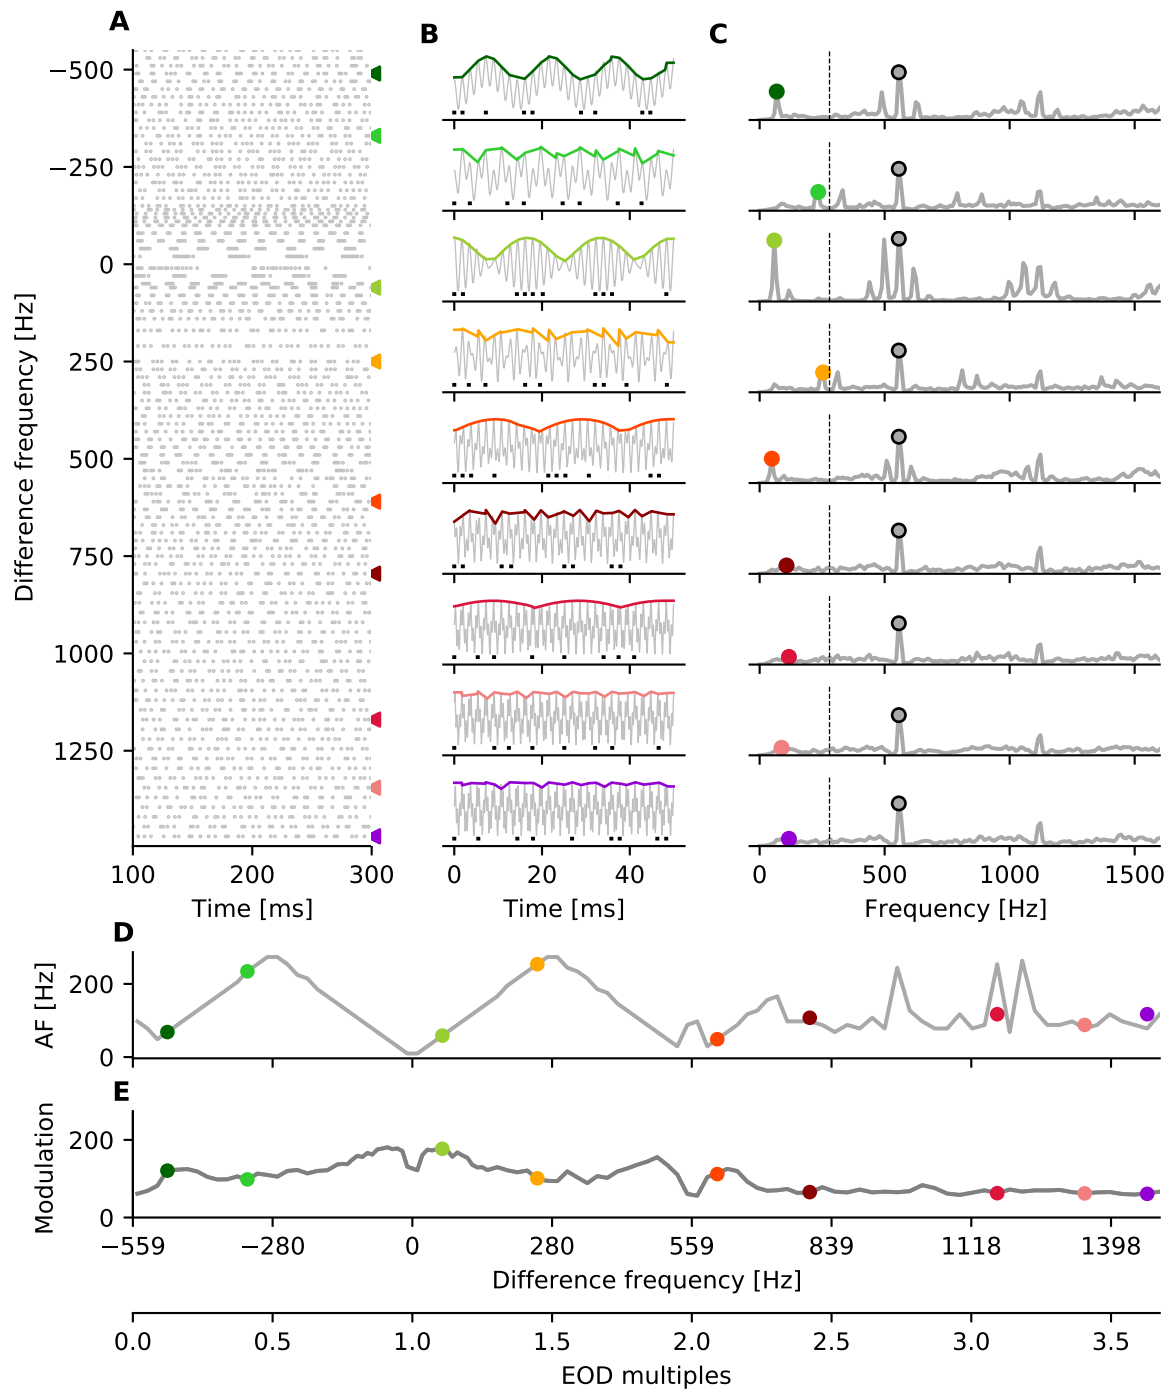 A
B
C
−500
−250
0
250
500
750
1000
1250
Difference frequency [Hz]
100 200 300
Time [ms]
0 20 40
Time [ms]
0 500 1000 1500
Frequency [Hz]
D
200
0
AF [Hz]
E
200
0
Modulation
−559 −280 0 280 559 839 1118 1398
Difference frequency [Hz]
0.0 0.5 1.0 1.5 2.0 2.5 3.0 3.5
EOD multiples